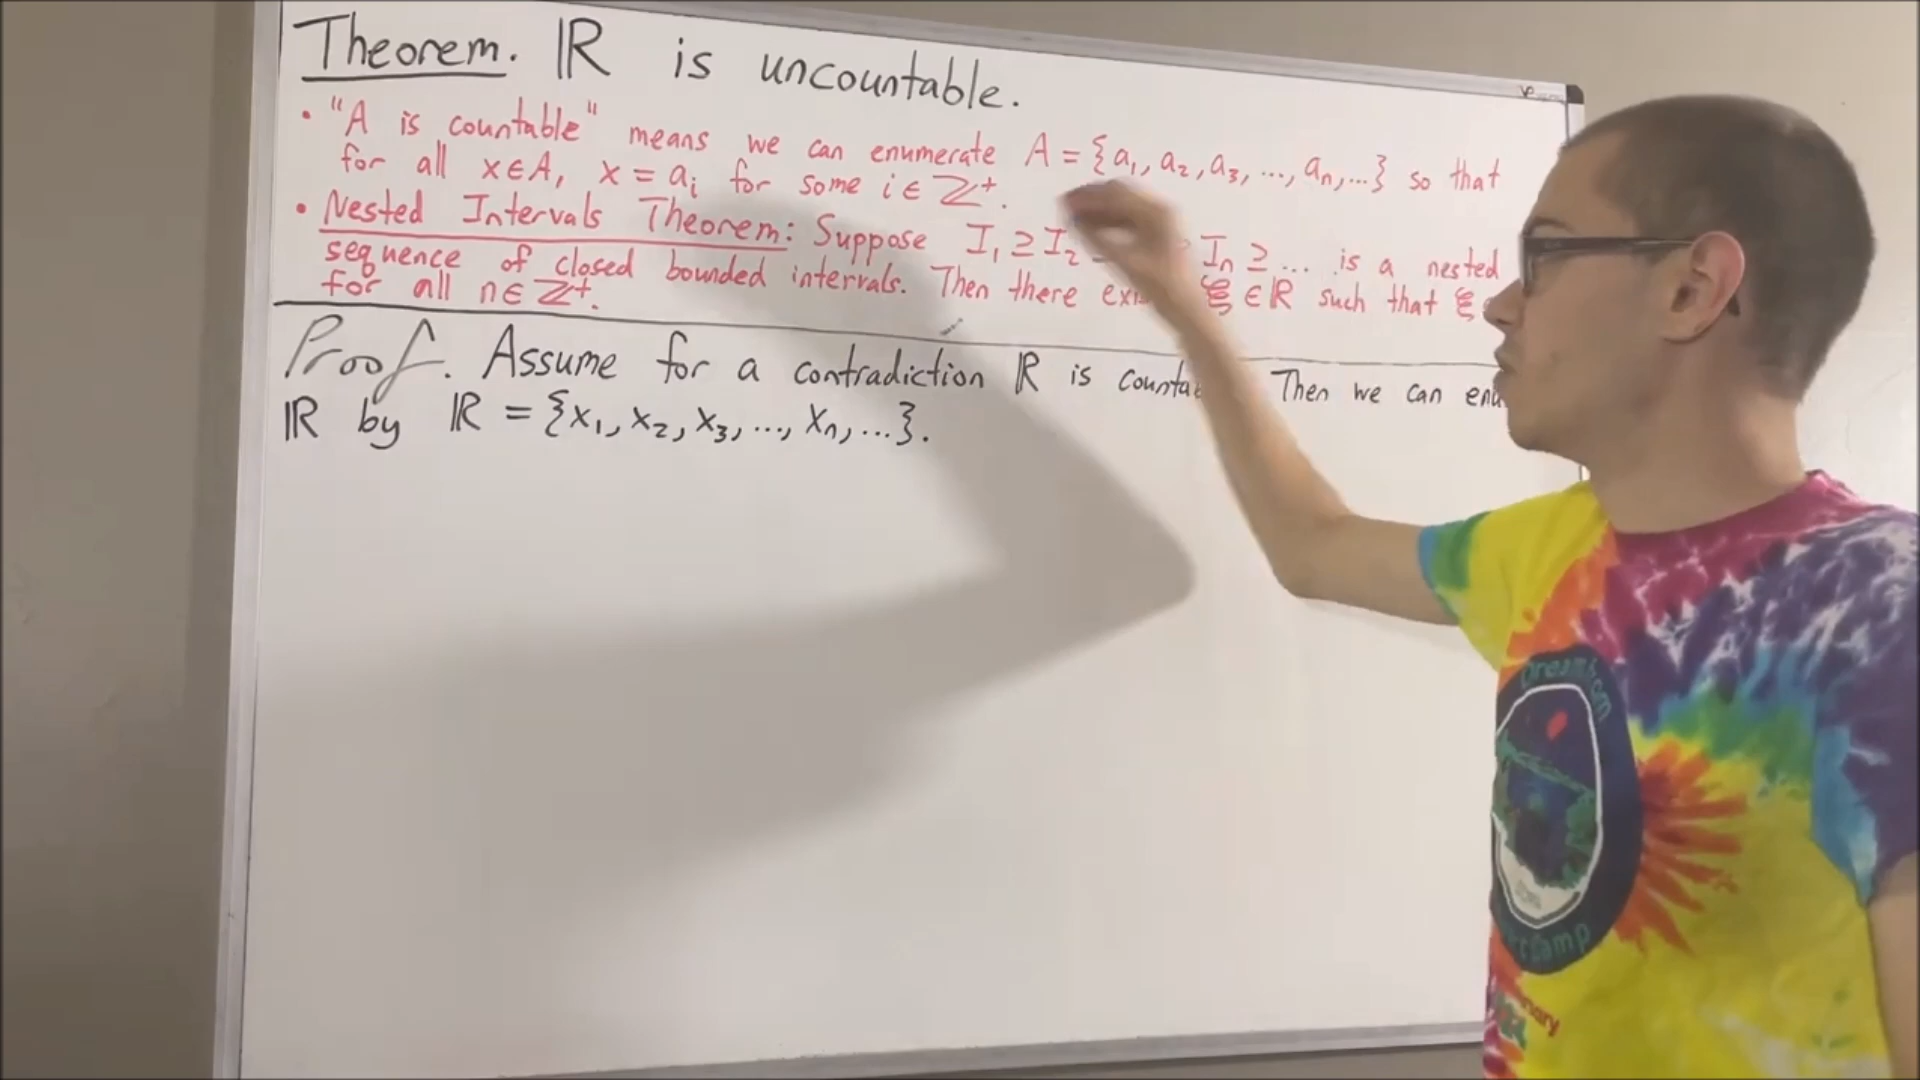 Theorem. ℝ is uncountable.
• "A is countable" means we can enumerate A = {a₁, a₂, a₃, ..., aₙ, ...} so that
for all x ∈ A, x = aᵢ for some i ∈ ℤ⁺.
• Nested Intervals Theorem: Suppose I₁ ⊇ I₂ Iₙ ⊇ ... is a nested
sequence of closed bounded intervals. Then there ξ ∈ ℝ such that ξ
for all n ∈ ℤ⁺.
Proof. Assume for a contradiction ℝ is Then we can
ℝ by ℝ = {x₁, x₂, x₃, ..., xₙ, ...}.